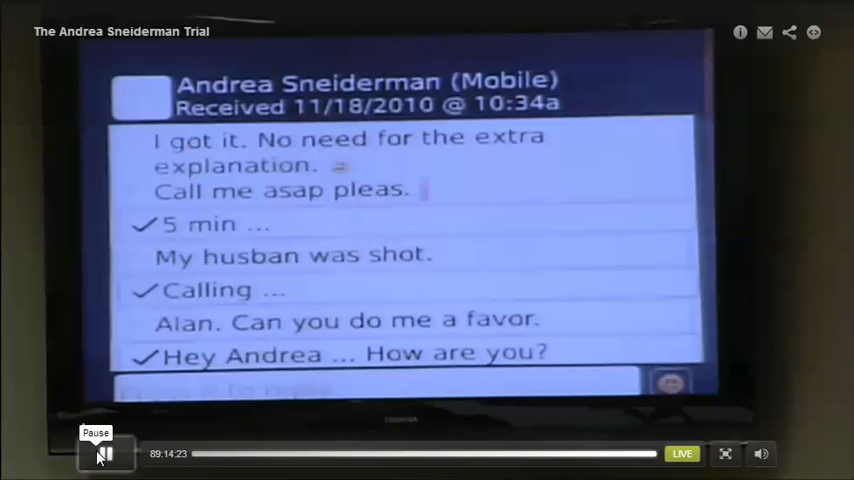 The Andrea Sneiderman Trial
Andrea Sneiderman (Mobile)
Received 11/18/2010 @ 10:34a
I got it. No need for the extra
explanation.
Call me asap pleas.
5 min ...
My husban was shot.
Calling ...
Alan. Can you do me a favor.
Hey Andrea ... How are you?
TOSHIBA
Pause
89:14:23
LIVE